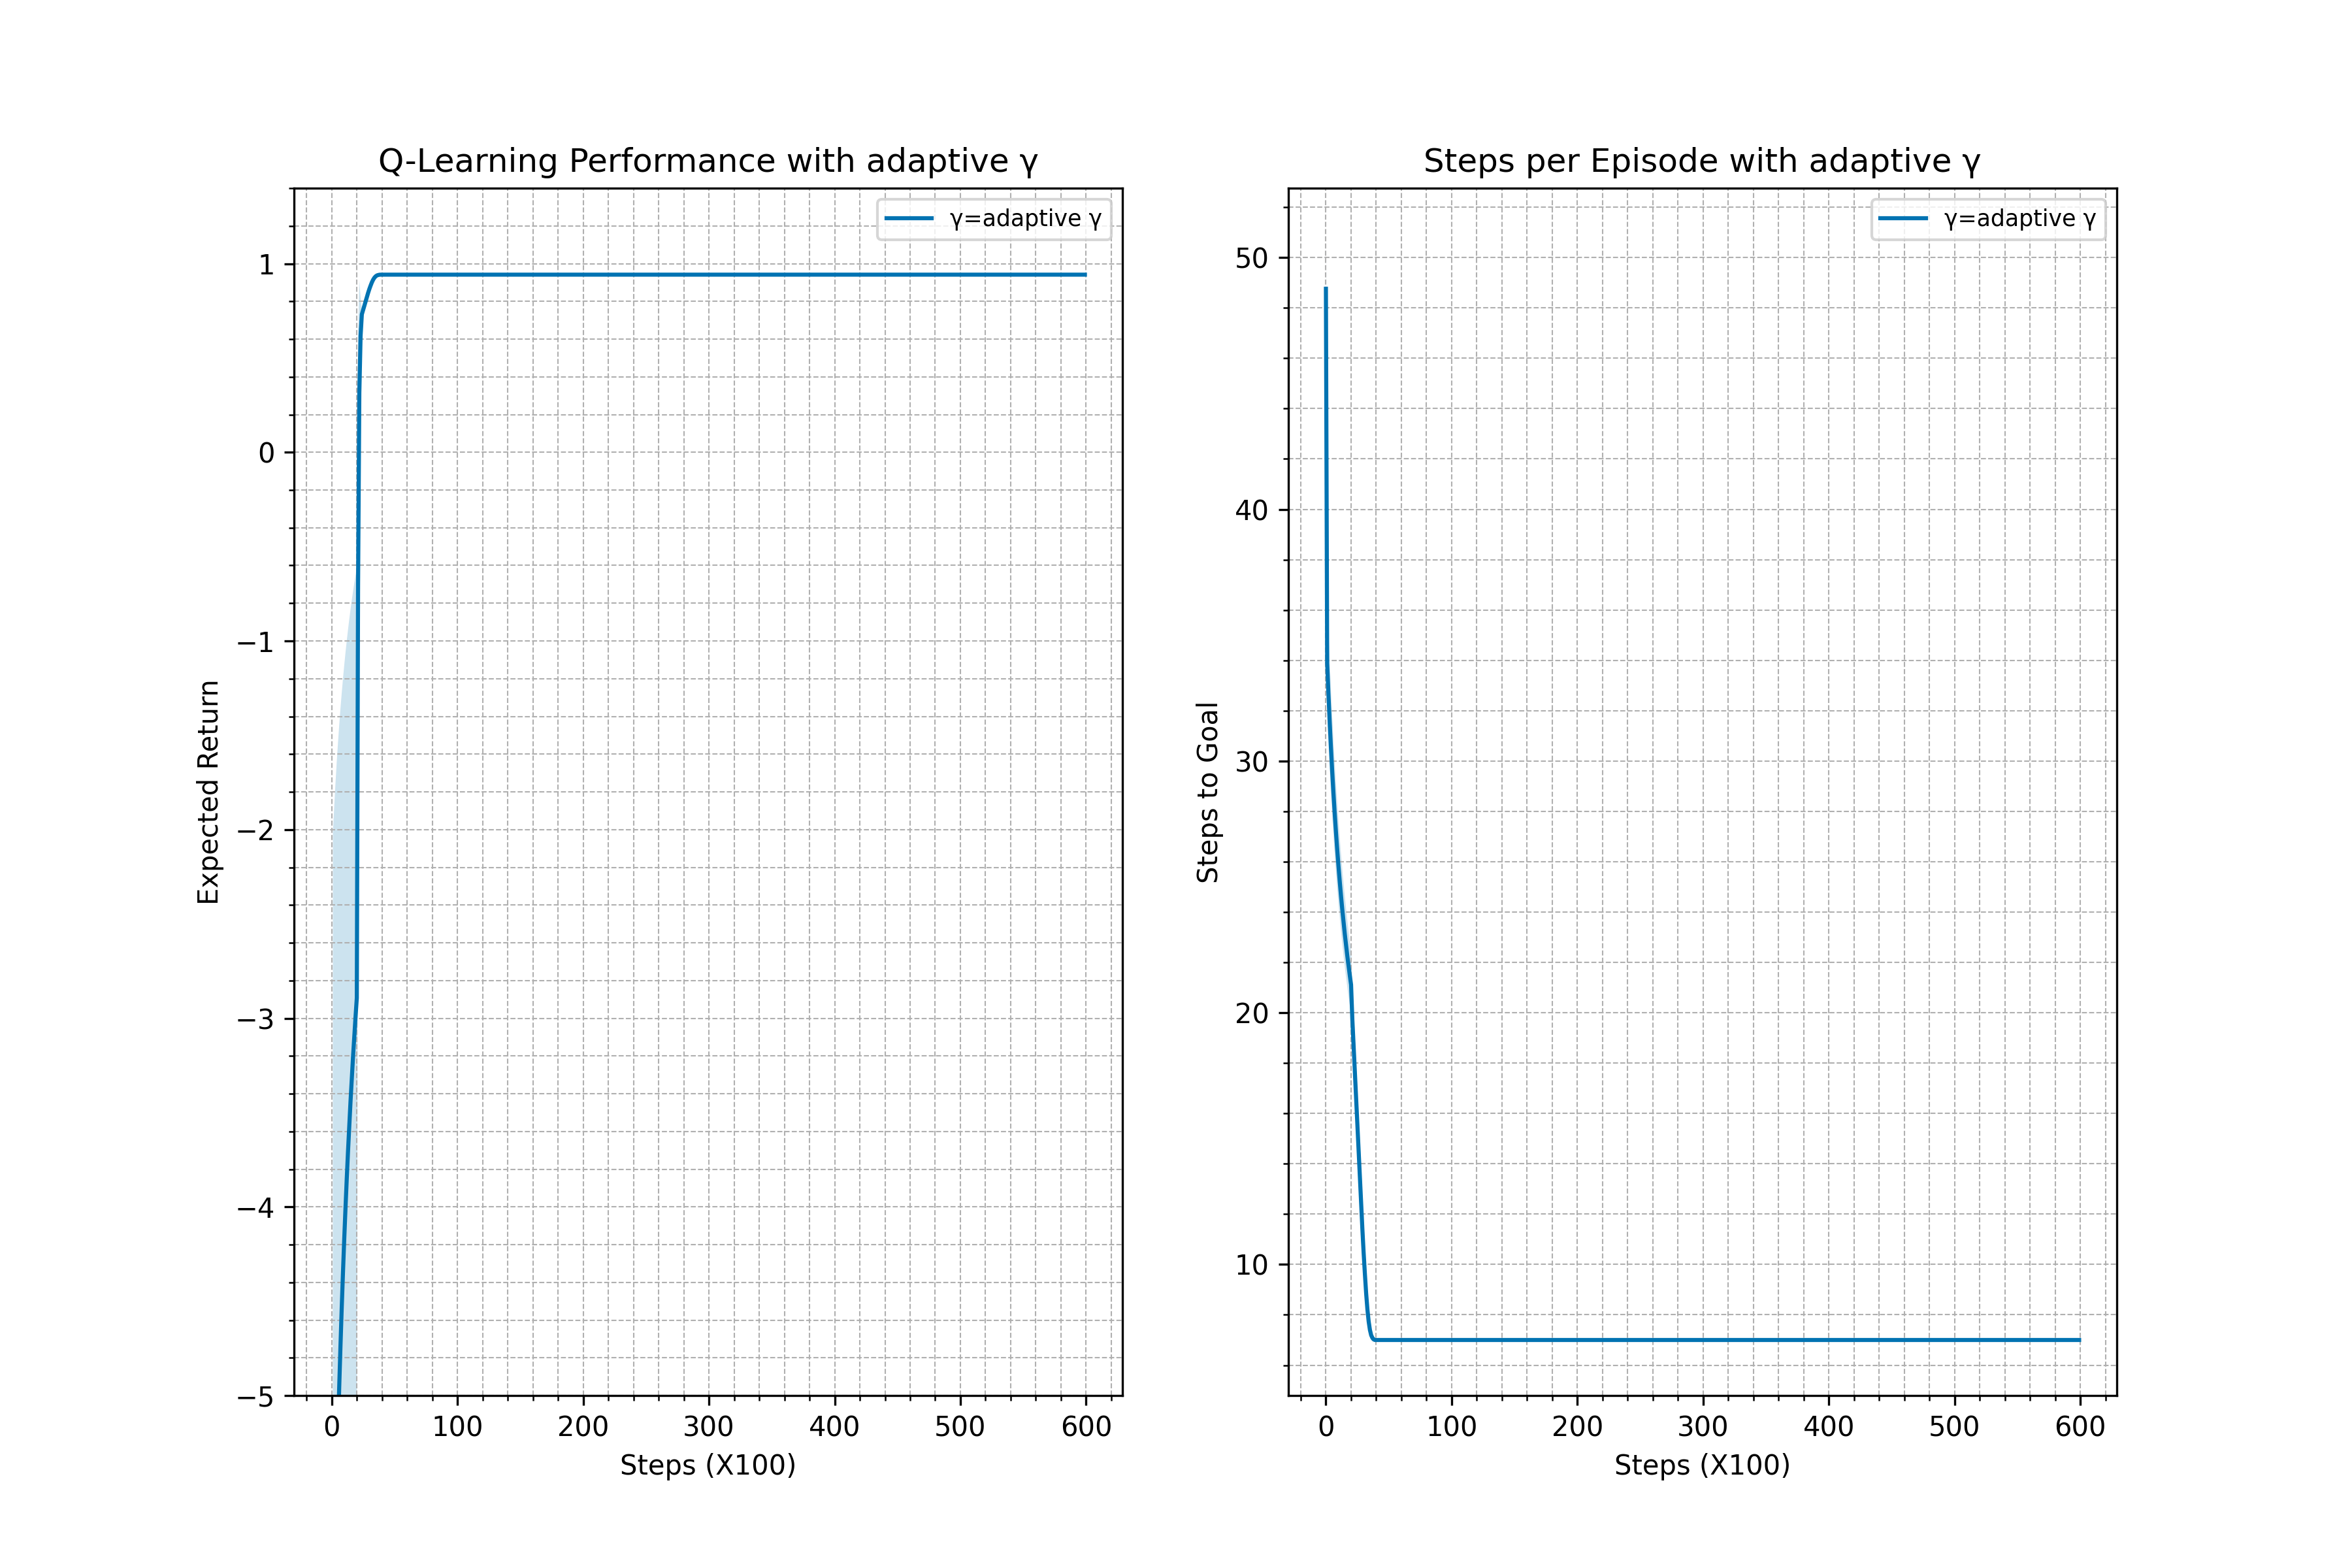 Q-Learning Performance with adaptive γ
γ=adaptive γ
1
0
−1
−2
−3
−4
−5
Expected Return
0 100 200 300 400 500 600
Steps (X100)
Steps per Episode with adaptive γ
γ=adaptive γ
50
40
30
20
10
Steps to Goal
0 100 200 300 400 500 600
Steps (X100)